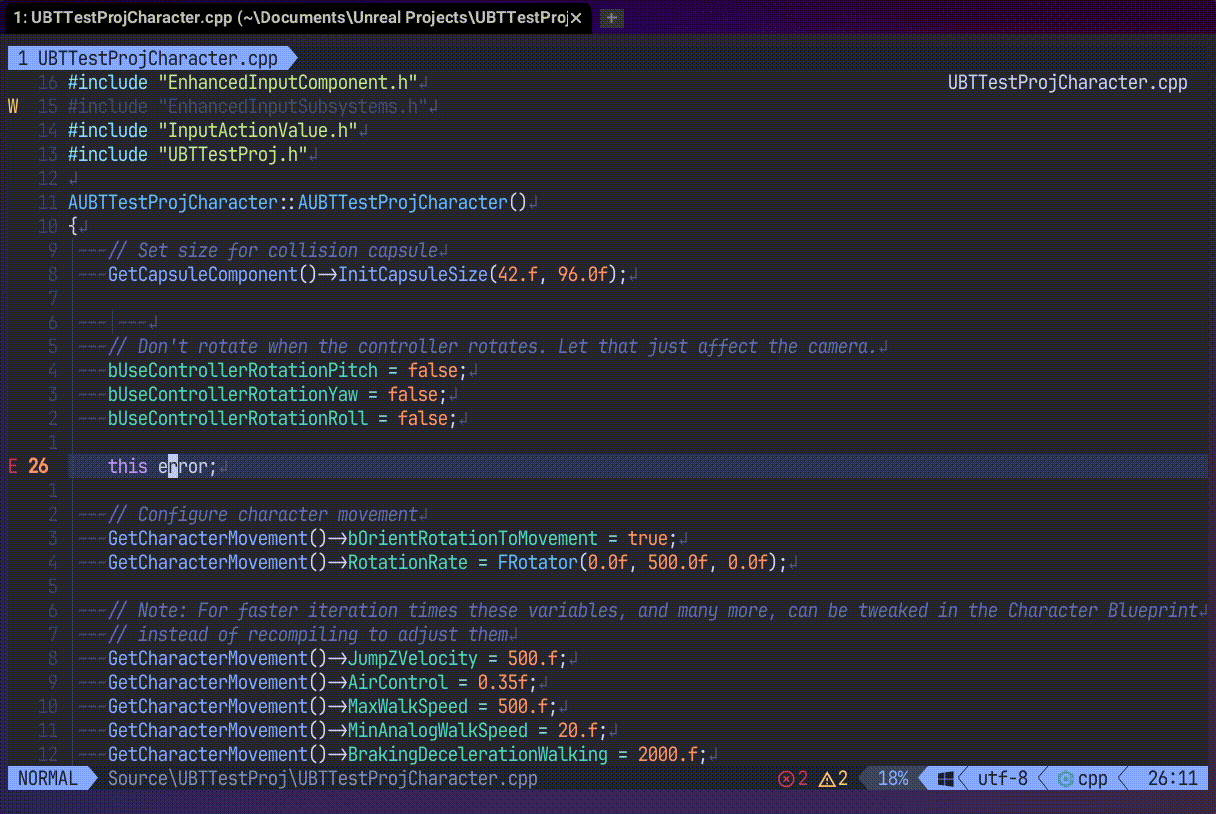 1: UBTTestProjCharacter.cpp (~\Documents\Unreal Projects\UBTTestProj
1 UBTTestProjCharacter.cpp
16 #include "EnhancedInputComponent.h"
UBTTestProjCharacter.cpp
W 15 #include "EnhancedInputSubsystems.h"
14 #include "InputActionValue.h"
13 #include "UBTTestProj.h"
12
11 AUBTTestProjCharacter::AUBTTestProjCharacter()
10 {
9 // Set size for collision capsule
8 GetCapsuleComponent()->InitCapsuleSize(42.f, 96.0f);
7
6
5 // Don't rotate when the controller rotates. Let that just affect the camera.
4 bUseControllerRotationPitch = false;
3 bUseControllerRotationYaw = false;
2 bUseControllerRotationRoll = false;
1
E 26 this error;
1
2 // Configure character movement
3 GetCharacterMovement()->bOrientRotationToMovement = true;
4 GetCharacterMovement()->RotationRate = FRotator(0.0f, 500.0f, 0.0f);
5
6 // Note: For faster iteration times these variables, and many more, can be tweaked in the Character Blueprint
7 // instead of recompiling to adjust them
8 GetCharacterMovement()->JumpZVelocity = 500.f;
9 GetCharacterMovement()->AirControl = 0.35f;
10 GetCharacterMovement()->MaxWalkSpeed = 500.f;
11 GetCharacterMovement()->MinAnalogWalkSpeed = 20.f;
12 GetCharacterMovement()->BrakingDecelerationWalking = 2000.f;
NORMAL Source\UBTTestProj\UBTTestProjCharacter.cpp 2 2 18% utf-8 cpp 26:11